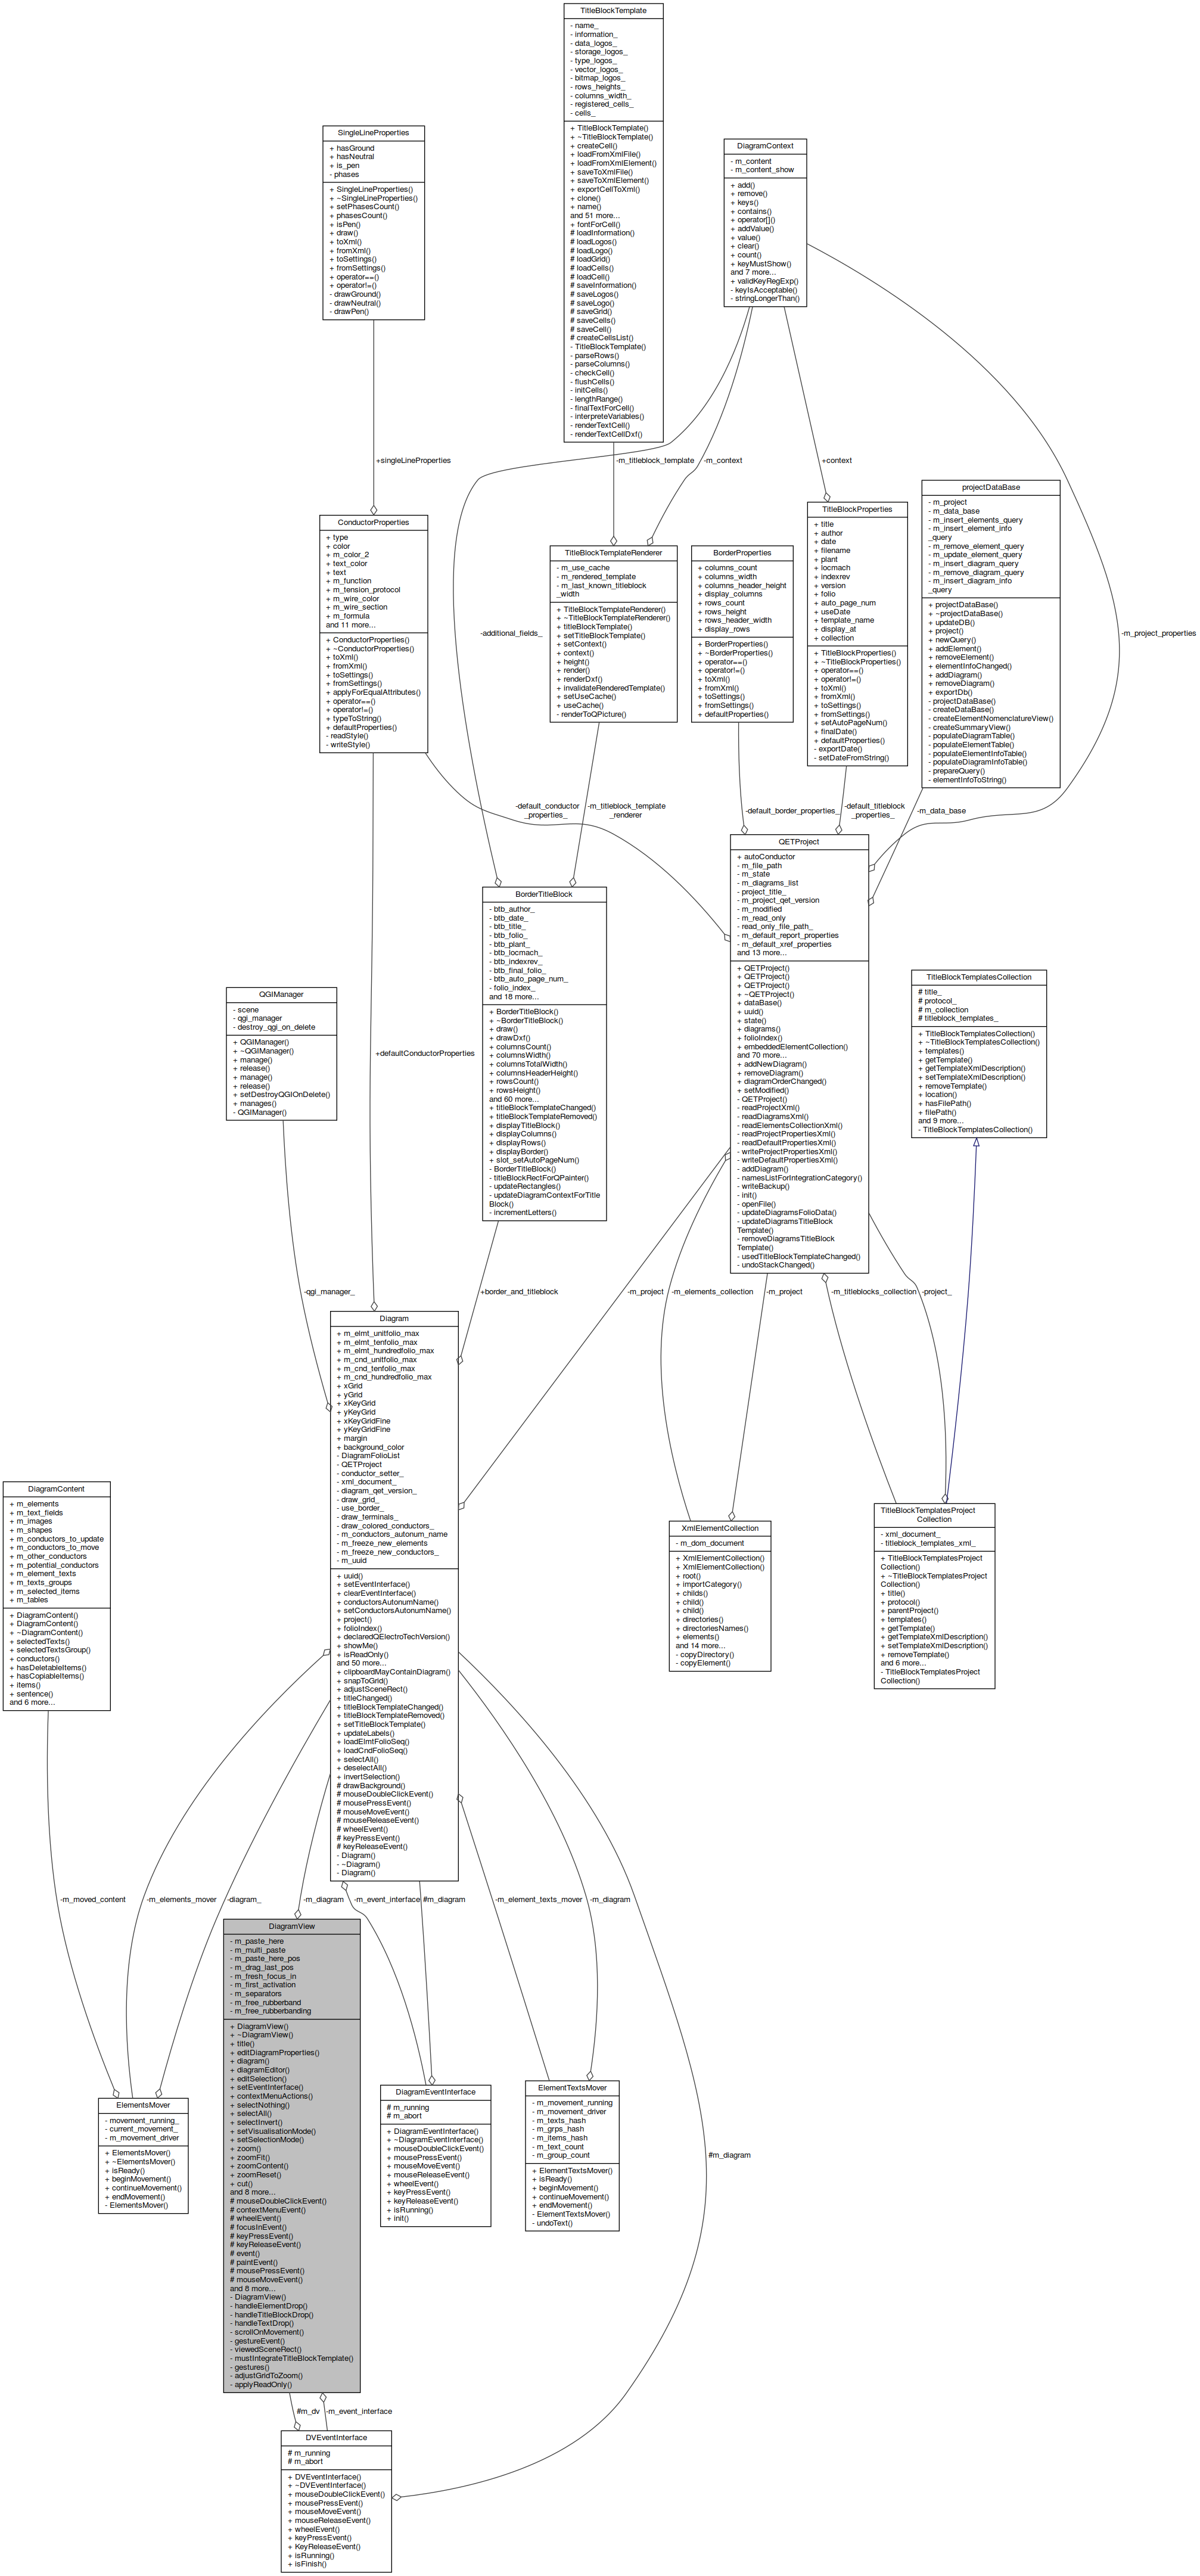 TitleBlockTemplate
- name_
- information_
- data_logos_
- storage_logos_
- type_logos_
- vector_logos_
- bitmap_logos_
- rows_heights_
- columns_width_
- registered_cells_
- cells_
+ TitleBlockTemplate()
+ ~TitleBlockTemplate()
+ createCell()
+ loadFromXmlFile()
+ loadFromXmlElement()
+ saveToXmlFile()
+ saveToXmlElement()
+ exportCellToXml()
+ clone()
+ name()
and 51 more...
+ fontForCell()
# loadInformation()
# loadLogos()
# loadLogo()
# loadGrid()
# loadCells()
# loadCell()
# saveInformation()
# saveLogos()
# saveLogo()
# saveGrid()
# saveCells()
# saveCell()
# createCellsList()
- TitleBlockTemplate()
- parseRows()
- parseColumns()
- checkCell()
- flushCells()
- initCells()
- lengthRange()
- finalTextForCell()
- interpreteVariables()
- renderTextCell()
- renderTextCellDxf()
SingleLineProperties
+ hasGround
+ hasNeutral
+ is_pen
- phases
+ SingleLineProperties()
+ ~SingleLineProperties()
+ setPhasesCount()
+ phasesCount()
+ isPen()
+ draw()
+ toXml()
+ fromXml()
+ toSettings()
+ fromSettings()
+ operator==()
+ operator!=()
- drawGround()
- drawNeutral()
- drawPen()
DiagramContext
- m_content
- m_content_show
+ add()
+ remove()
+ keys()
+ contains()
+ operator[]()
+ addValue()
+ value()
+ clear()
+ count()
+ keyMustShow()
and 7 more...
+ validKeyRegExp()
- keyIsAcceptable()
- stringLongerThan()
+singleLineProperties
-m_titleblock_template
-m_context
+context
ConductorProperties
+ type
+ color
+ m_color_2
+ text_color
+ text
+ m_function
+ m_tension_protocol
+ m_wire_color
+ m_wire_section
+ m_formula
and 11 more...
+ ConductorProperties()
+ ~ConductorProperties()
+ toXml()
+ fromXml()
+ toSettings()
+ fromSettings()
+ applyForEqualAttributes()
+ operator==()
+ operator!=()
+ typeToString()
+ defaultProperties()
- readStyle()
- writeStyle()
-additional_fields_
TitleBlockTemplateRenderer
- m_use_cache
- m_rendered_template
- m_last_known_titleblock
_width
+ TitleBlockTemplateRenderer()
+ ~TitleBlockTemplateRenderer()
+ titleBlockTemplate()
+ setTitleBlockTemplate()
+ setContext()
+ context()
+ height()
+ render()
+ renderDxf()
+ invalidateRenderedTemplate()
+ setUseCache()
+ useCache()
- renderToQPicture()
BorderProperties
+ columns_count
+ columns_width
+ columns_header_height
+ display_columns
+ rows_count
+ rows_height
+ rows_header_width
+ display_rows
+ BorderProperties()
+ ~BorderProperties()
+ operator==()
+ operator!=()
+ toXml()
+ fromXml()
+ toSettings()
+ fromSettings()
+ defaultProperties()
TitleBlockProperties
+ title
+ author
+ date
+ filename
+ plant
+ locmach
+ indexrev
+ version
+ folio
+ auto_page_num
+ useDate
+ template_name
+ display_at
+ collection
+ TitleBlockProperties()
+ ~TitleBlockProperties()
+ operator==()
+ operator!=()
+ toXml()
+ fromXml()
+ toSettings()
+ fromSettings()
+ setAutoPageNum()
+ finalDate()
+ defaultProperties()
- exportDate()
- setDateFromString()
projectDataBase
- m_project
- m_data_base
- m_insert_elements_query
- m_insert_element_info
_query
- m_remove_element_query
- m_update_element_query
- m_insert_diagram_query
- m_remove_diagram_query
- m_insert_diagram_info
_query
+ projectDataBase()
+ ~projectDataBase()
+ updateDB()
+ project()
+ newQuery()
+ addElement()
+ removeElement()
+ elementInfoChanged()
+ addDiagram()
+ removeDiagram()
+ exportDb()
- projectDataBase()
- createDataBase()
- createElementNomenclatureView()
- createSummaryView()
- populateDiagramTable()
- populateElementTable()
- populateElementInfoTable()
- populateDiagramInfoTable()
- prepareQuery()
- elementInfoToString()
-m_project_properties
-default_conductor
_properties_
-m_titleblock_template
_renderer
-default_border_properties_
-default_titleblock
_properties_
-m_data_base
BorderTitleBlock
- btb_author_
- btb_date_
- btb_title_
- btb_folio_
- btb_plant_
- btb_locmach_
- btb_indexrev_
- btb_final_folio_
- btb_auto_page_num_
- folio_index_
and 18 more...
+ BorderTitleBlock()
+ ~BorderTitleBlock()
+ draw()
+ drawDxf()
+ columnsCount()
+ columnsWidth()
+ columnsTotalWidth()
+ columnsHeaderHeight()
+ rowsCount()
+ rowsHeight()
and 60 more...
+ titleBlockTemplateChanged()
+ titleBlockTemplateRemoved()
+ displayTitleBlock()
+ displayColumns()
+ displayRows()
+ displayBorder()
+ slot_setAutoPageNum()
- BorderTitleBlock()
- titleBlockRectForQPainter()
- updateRectangles()
- updateDiagramContextForTitle
Block()
- incrementLetters()
QETProject
+ autoConductor
- m_file_path
- m_state
- m_diagrams_list
- project_title_
- m_project_qet_version
- m_modified
- m_read_only
- read_only_file_path_
- m_default_report_properties
- m_default_xref_properties
and 13 more...
+ QETProject()
+ QETProject()
+ QETProject()
+ ~QETProject()
+ dataBase()
+ uuid()
+ state()
+ diagrams()
+ folioIndex()
+ embeddedElementCollection()
and 70 more...
+ addNewDiagram()
+ removeDiagram()
+ diagramOrderChanged()
+ setModified()
- QETProject()
- readProjectXml()
- readDiagramsXml()
- readElementsCollectionXml()
- readProjectPropertiesXml()
- readDefaultPropertiesXml()
- writeProjectPropertiesXml()
- writeDefaultPropertiesXml()
- addDiagram()
- namesListForIntegrationCategory()
- writeBackup()
- init()
- openFile()
- updateDiagramsFolioData()
- updateDiagramsTitleBlock
Template()
- removeDiagramsTitleBlock
Template()
- usedTitleBlockTemplateChanged()
- undoStackChanged()
TitleBlockTemplatesCollection
# title_
# protocol_
# m_collection
# titleblock_templates_
+ TitleBlockTemplatesCollection()
+ ~TitleBlockTemplatesCollection()
+ templates()
+ getTemplate()
+ getTemplateXmlDescription()
+ setTemplateXmlDescription()
+ removeTemplate()
+ location()
+ hasFilePath()
+ filePath()
and 9 more...
- TitleBlockTemplatesCollection()
QGIManager
- scene
- qgi_manager
- destroy_qgi_on_delete
+ QGIManager()
+ ~QGIManager()
+ manage()
+ release()
+ manage()
+ release()
+ setDestroyQGIOnDelete()
+ manages()
- QGIManager()
+defaultConductorProperties
-qgi_manager_
+border_and_titleblock
-m_project
-m_elements_collection
-m_project
-m_titleblocks_collection
-project_
Diagram
+ m_elmt_unitfolio_max
+ m_elmt_tenfolio_max
+ m_elmt_hundredfolio_max
+ m_cnd_unitfolio_max
+ m_cnd_tenfolio_max
+ m_cnd_hundredfolio_max
+ xGrid
+ yGrid
+ xKeyGrid
+ yKeyGrid
+ xKeyGridFine
+ yKeyGridFine
+ margin
+ background_color
- DiagramFolioList
- QETProject
- conductor_setter_
- xml_document_
- diagram_qet_version_
- draw_grid_
- use_border_
- draw_terminals_
- draw_colored_conductors_
- m_conductors_autonum_name
- m_freeze_new_elements
- m_freeze_new_conductors_
- m_uuid
+ uuid()
+ setEventInterface()
+ clearEventInterface()
+ conductorsAutonumName()
+ setConductorsAutonumName()
+ project()
+ folioIndex()
+ declaredQElectroTechVersion()
+ showMe()
+ isReadOnly()
and 50 more...
+ clipboardMayContainDiagram()
+ snapToGrid()
+ adjustSceneRect()
+ titleChanged()
+ titleBlockTemplateChanged()
+ titleBlockTemplateRemoved()
+ setTitleBlockTemplate()
+ updateLabels()
+ loadElmtFolioSeq()
+ loadCndFolioSeq()
+ selectAll()
+ deselectAll()
+ invertSelection()
# drawBackground()
# mouseDoubleClickEvent()
# mousePressEvent()
# mouseMoveEvent()
# mouseReleaseEvent()
# wheelEvent()
# keyPressEvent()
# keyReleaseEvent()
- Diagram()
- ~Diagram()
- Diagram()
DiagramContent
+ m_elements
+ m_text_fields
+ m_images
+ m_shapes
+ m_conductors_to_update
+ m_conductors_to_move
+ m_other_conductors
+ m_potential_conductors
+ m_element_texts
+ m_texts_groups
+ m_selected_items
+ m_tables
+ DiagramContent()
+ DiagramContent()
+ ~DiagramContent()
+ selectedTexts()
+ selectedTextsGroup()
+ conductors()
+ hasDeletableItems()
+ hasCopiableItems()
+ items()
+ sentence()
and 6 more...
XmlElementCollection
- m_dom_document
+ XmlElementCollection()
+ XmlElementCollection()
+ root()
+ importCategory()
+ childs()
+ child()
+ child()
+ directories()
+ directoriesNames()
+ elements()
and 14 more...
- copyDirectory()
- copyElement()
TitleBlockTemplatesProject
Collection
- xml_document_
- titleblock_templates_xml_
+ TitleBlockTemplatesProject
Collection()
+ ~TitleBlockTemplatesProject
Collection()
+ title()
+ protocol()
+ parentProject()
+ templates()
+ getTemplate()
+ getTemplateXmlDescription()
+ setTemplateXmlDescription()
+ removeTemplate()
and 6 more...
- TitleBlockTemplatesProject
Collection()
-m_moved_content
-m_elements_mover
-diagram_
-m_diagram
-m_event_interface
#m_diagram
-m_element_texts_mover
-m_diagram
DiagramView
- m_paste_here
- m_multi_paste
- m_paste_here_pos
- m_drag_last_pos
- m_fresh_focus_in
- m_first_activation
- m_separators
- m_free_rubberband
- m_free_rubberbanding
+ DiagramView()
+ ~DiagramView()
+ title()
+ editDiagramProperties()
+ diagram()
+ diagramEditor()
+ editSelection()
+ setEventInterface()
+ contextMenuActions()
+ selectNothing()
+ selectAll()
+ selectInvert()
+ setVisualisationMode()
+ setSelectionMode()
+ zoom()
+ zoomFit()
+ zoomContent()
+ zoomReset()
+ cut()
and 8 more...
# mouseDoubleClickEvent()
# contextMenuEvent()
# wheelEvent()
# focusInEvent()
# keyPressEvent()
# keyReleaseEvent()
# event()
# paintEvent()
# mousePressEvent()
# mouseMoveEvent()
and 8 more...
- DiagramView()
- handleElementDrop()
- handleTitleBlockDrop()
- handleTextDrop()
- scrollOnMovement()
- gestureEvent()
- viewedSceneRect()
- mustIntegrateTitleBlockTemplate()
- gestures()
- adjustGridToZoom()
- applyReadOnly()
ElementsMover
- movement_running_
- current_movement_
- m_movement_driver
+ ElementsMover()
+ ~ElementsMover()
+ isReady()
+ beginMovement()
+ continueMovement()
+ endMovement()
- ElementsMover()
DiagramEventInterface
# m_running
# m_abort
+ DiagramEventInterface()
+ ~DiagramEventInterface()
+ mouseDoubleClickEvent()
+ mousePressEvent()
+ mouseMoveEvent()
+ mouseReleaseEvent()
+ wheelEvent()
+ keyPressEvent()
+ keyReleaseEvent()
+ isRunning()
+ init()
ElementTextsMover
- m_movement_running
- m_movement_driver
- m_texts_hash
- m_grps_hash
- m_items_hash
- m_text_count
- m_group_count
+ ElementTextsMover()
+ isReady()
+ beginMovement()
+ continueMovement()
+ endMovement()
- ElementTextsMover()
- undoText()
#m_diagram
#m_dv
-m_event_interface
DVEventInterface
# m_running
# m_abort
+ DVEventInterface()
+ ~DVEventInterface()
+ mouseDoubleClickEvent()
+ mousePressEvent()
+ mouseMoveEvent()
+ mouseReleaseEvent()
+ wheelEvent()
+ keyPressEvent()
+ KeyReleaseEvent()
+ isRunning()
+ isFinish()